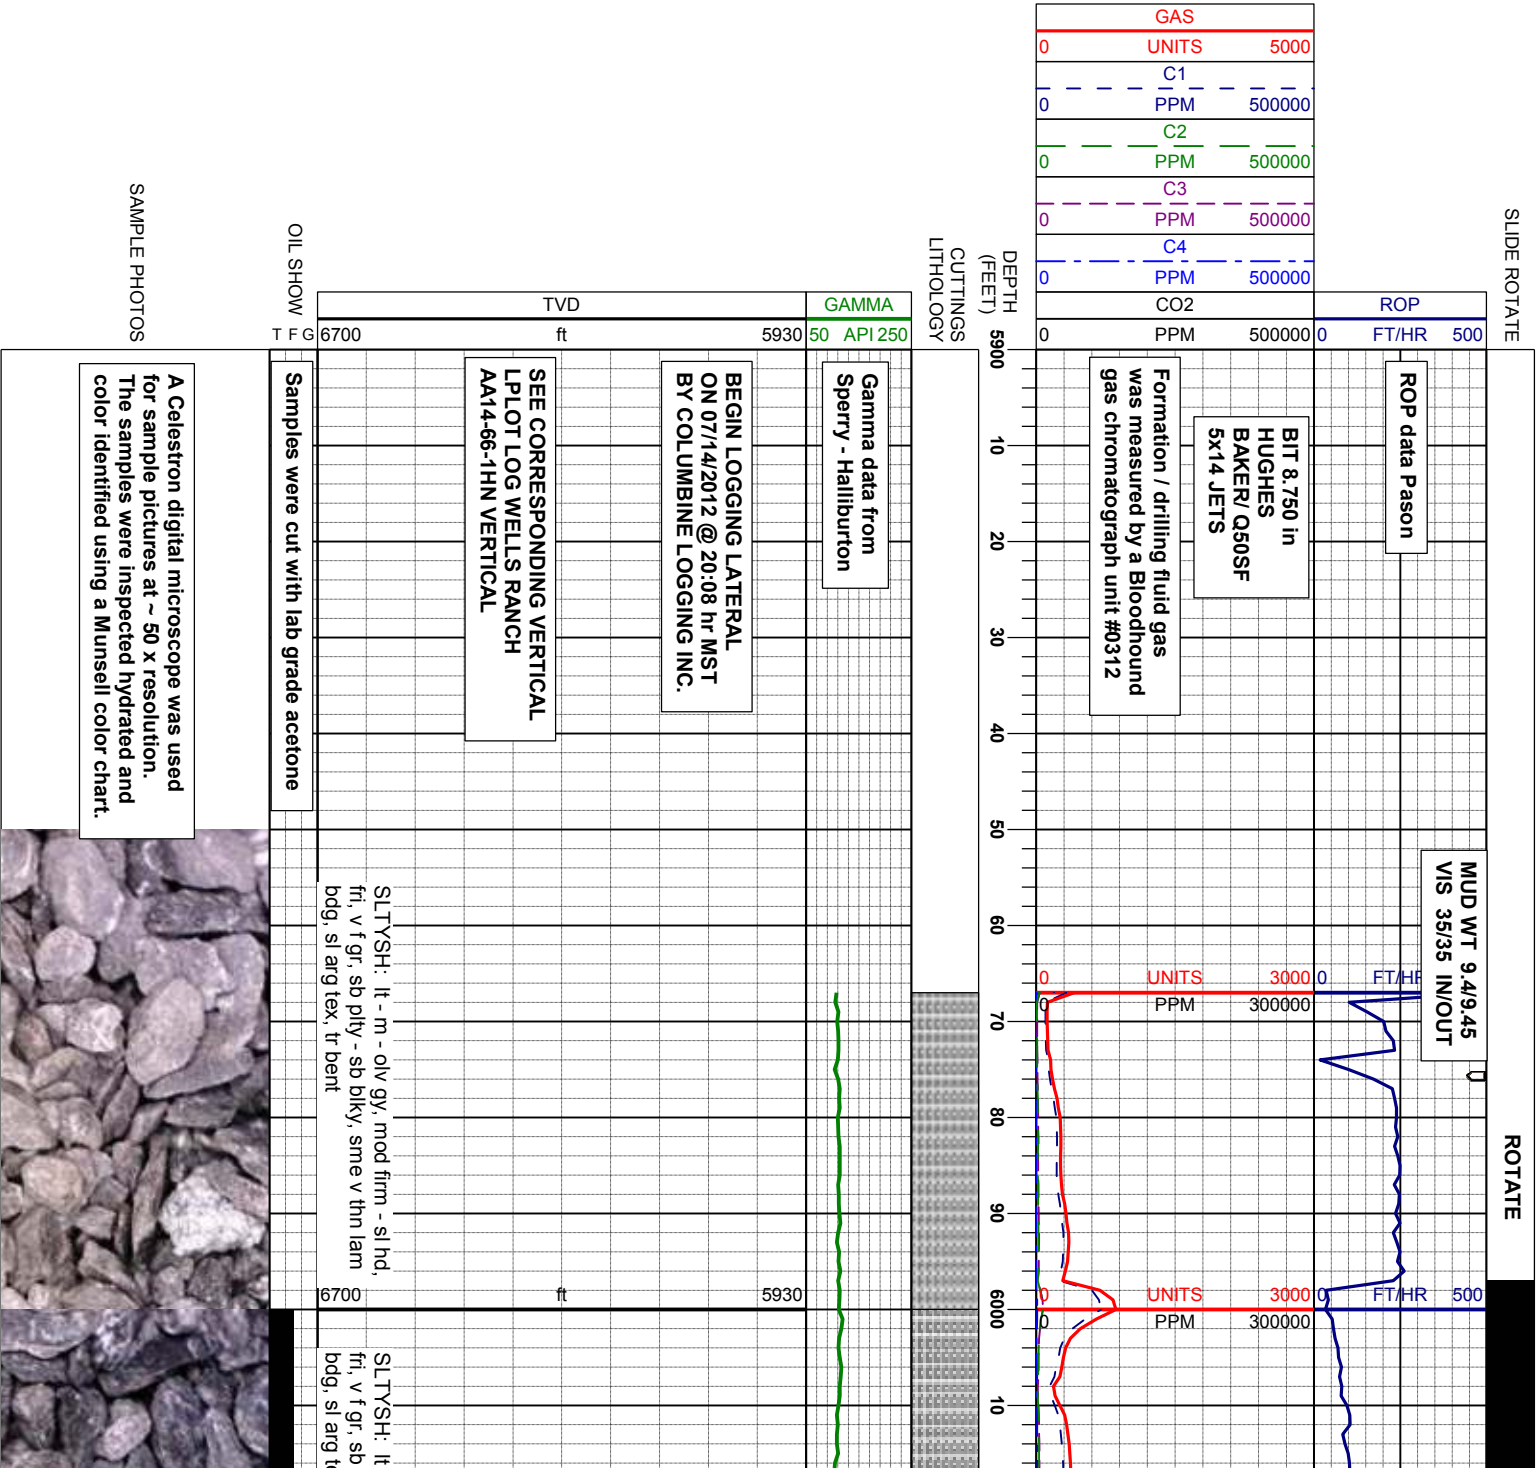 GAS
0 UNITS 5000
C1
0 PPM 500000
C2
0 PPM 500000
C3
0 PPM 500000
C4
0 PPM 500000
CO2
0 PPM 500000
ROP
0 FT/HR 500
SLIDE ROTATE
DEPTH
(FEET)
CUTTINGS
LITHOLOGY
GAMMA
50 API 250
TVD
6700 ft 5930
OIL SHOW
T F G
SAMPLE PHOTOS
ROP data Pason
BIT 8.750 in
HUGHES
BAKER/ Q50SF
5x14 JETS
Formation / drilling fluid gas
was measured by a Bloodhound
gas chromatograph unit #0312
Gamma data from
Sperry - Halliburton
BEGIN LOGGING LATERAL
ON 07/14/2012 @ 20:08 hr MST
BY COLUMBINE LOGGING INC.
SEE CORRESPONDING VERTICAL
LPLOT LOG WELLS RANCH
AA14-66-1HN VERTICAL
Samples were cut with lab grade acetone
A Celestron digital microscope was used
for sample pictures at ~ 50 x resolution.
The samples were inspected hydrated and
color identified using a Munsell color chart.
5900
10
20
30
40
50
60
70
80
90
6000
10
MUD WT 9.4/9.45
VIS 35/35 IN/OUT
ROTATE
0 UNITS 3000
0 PPM 300000
0 FT/HR
SLTYSH: lt - m - olv gy, mod firm - sl hd,
fri, v f gr, sb plty - sb blky, sme v thn lam
bdg, sl arg tex, tr bent
6700 ft 5930
0 UNITS 3000
0 PPM 300000
0 FT/HR 500
SLTYSH: lt
fri, v f gr, sb
bdg, sl arg te